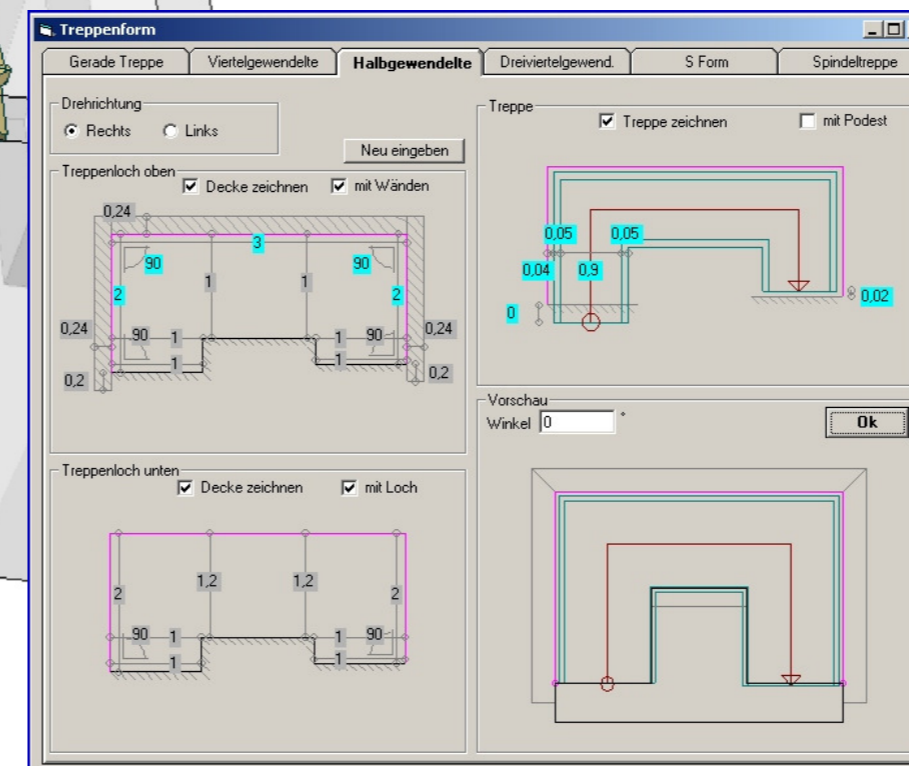 Treppenform
Gerade Treppe Viertelgewendelte Halbgewendelte Dreiviertelgewend. S Form Spindeltreppe
Drehrichtung
Rechts Links
Neu eingeben
Treppenloch oben
Decke zeichnen mit Wänden
0,24
3
90 90
1 1
2 2
0,24 90 1 1 90 0,24
1 1
0,2 0,2
Treppenloch unten
Decke zeichnen mit Loch
1,2 1,2
2 2
90 1 1 90
1 1
Treppe
Treppe zeichnen mit Podest
0,05 0,05
0,04 0,9
0,02
0
Vorschau
Winkel 0 °
Ok